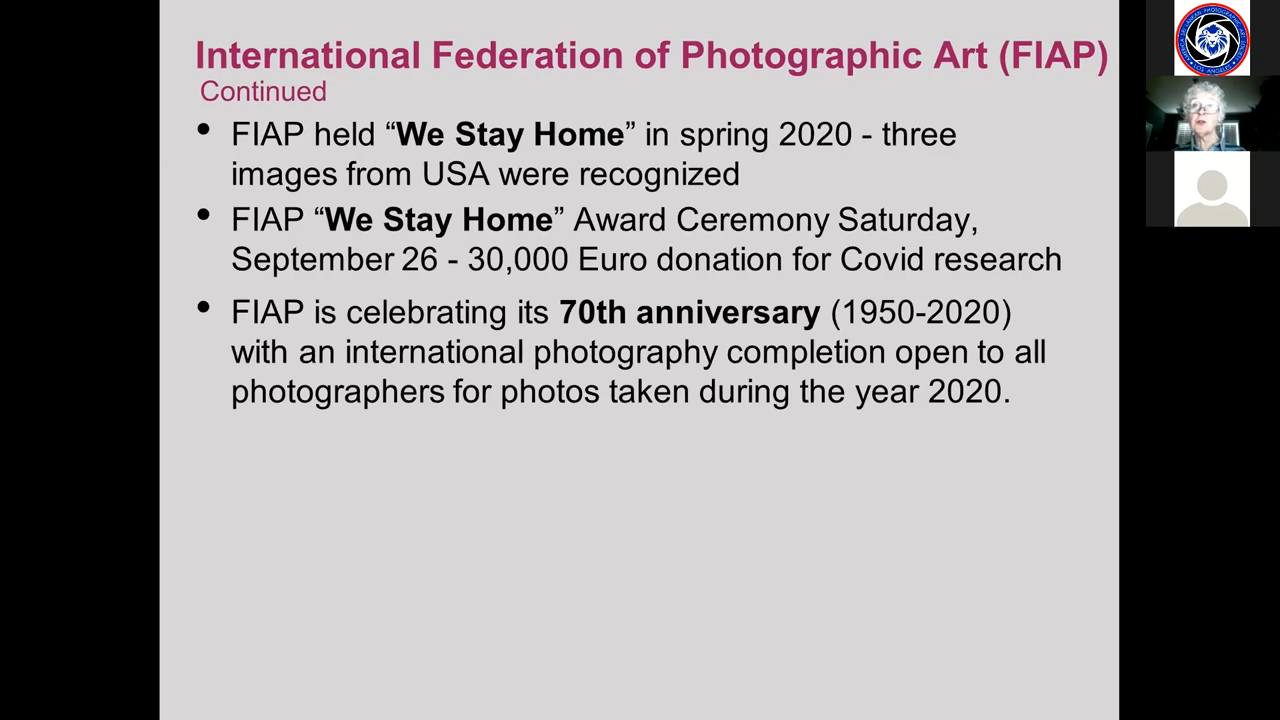 International Federation of Photographic Art (FIAP)
Continued
• FIAP held “We Stay Home” in spring 2020 - three
images from USA were recognized
• FIAP “We Stay Home” Award Ceremony Saturday,
September 26 - 30,000 Euro donation for Covid research
• FIAP is celebrating its 70th anniversary (1950-2020)
with an international photography completion open to all
photographers for photos taken during the year 2020.
LOS ANGELES